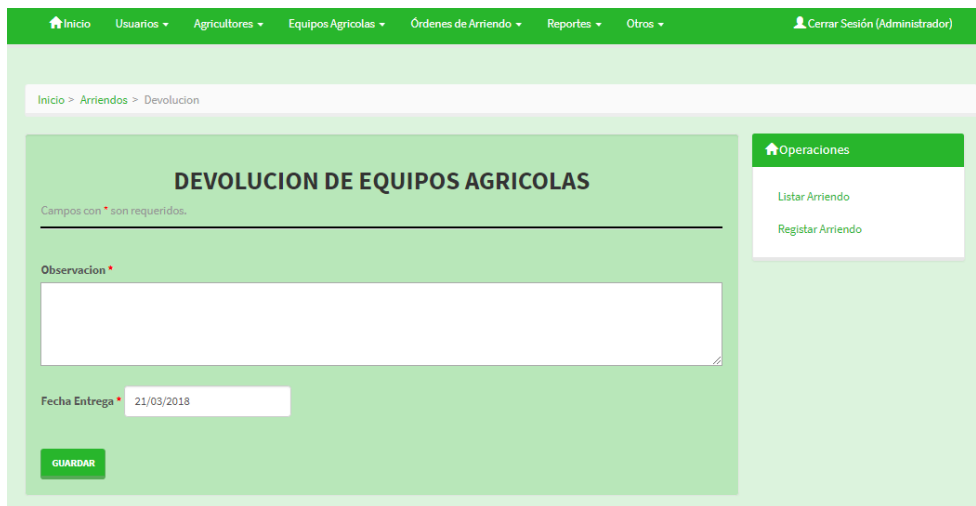 Inicio Usuarios Agricultores Equipos Agricolas Órdenes de Arriendo Reportes Otros Cerrar Sesión (Administrador)
Inicio > Arriendos > Devolucion
DEVOLUCION DE EQUIPOS AGRICOLAS
Campos con * son requeridos.
Observacion *
Fecha Entrega * 21/03/2018
GUARDAR
Operaciones
Listar Arriendo
Registar Arriendo